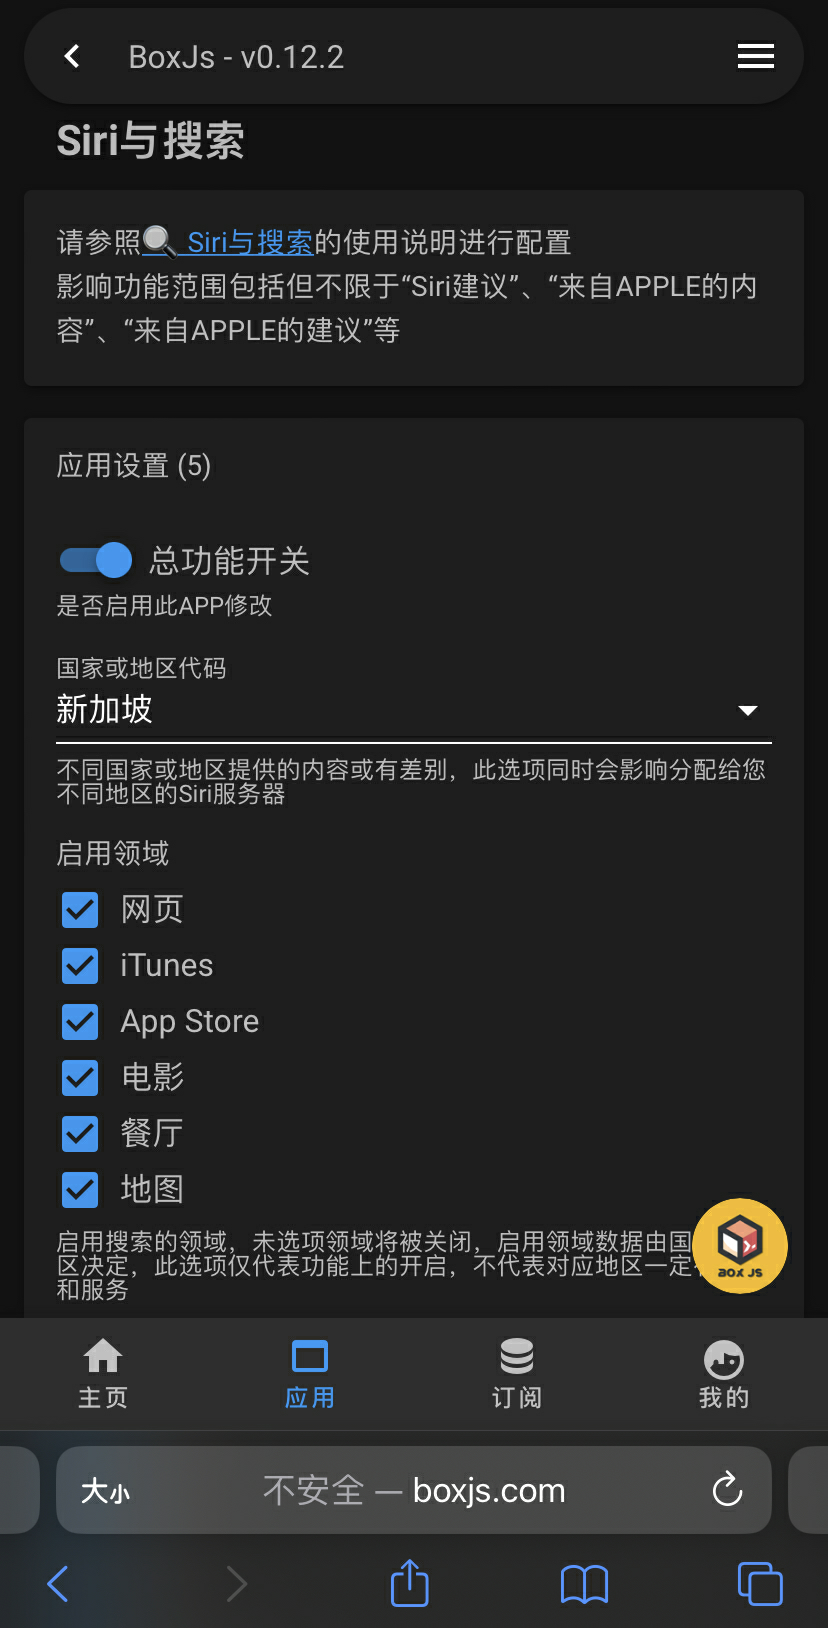 BoxJs - v0.12.2
Siri与搜索
请参照 Siri与搜索的使用说明进行配置
影响功能范围包括但不限于“Siri建议”、“来自APPLE的内
容”、“来自APPLE的建议”等
应用设置 (5)
总功能开关
是否启用此APP修改
国家或地区代码
新加坡
不同国家或地区提供的内容或有差别，此选项同时会影响分配给您
不同地区的Siri服务器
启用领域
网页
iTunes
App Store
电影
餐厅
地图
启用搜索的领域，未选项领域将被关闭，启用领域数据由国
区决定，此选项仅代表功能上的开启，不代表对应地区一定
和服务
BOX JS
主页
应用
订阅
我的
大小
不安全 — boxjs.com